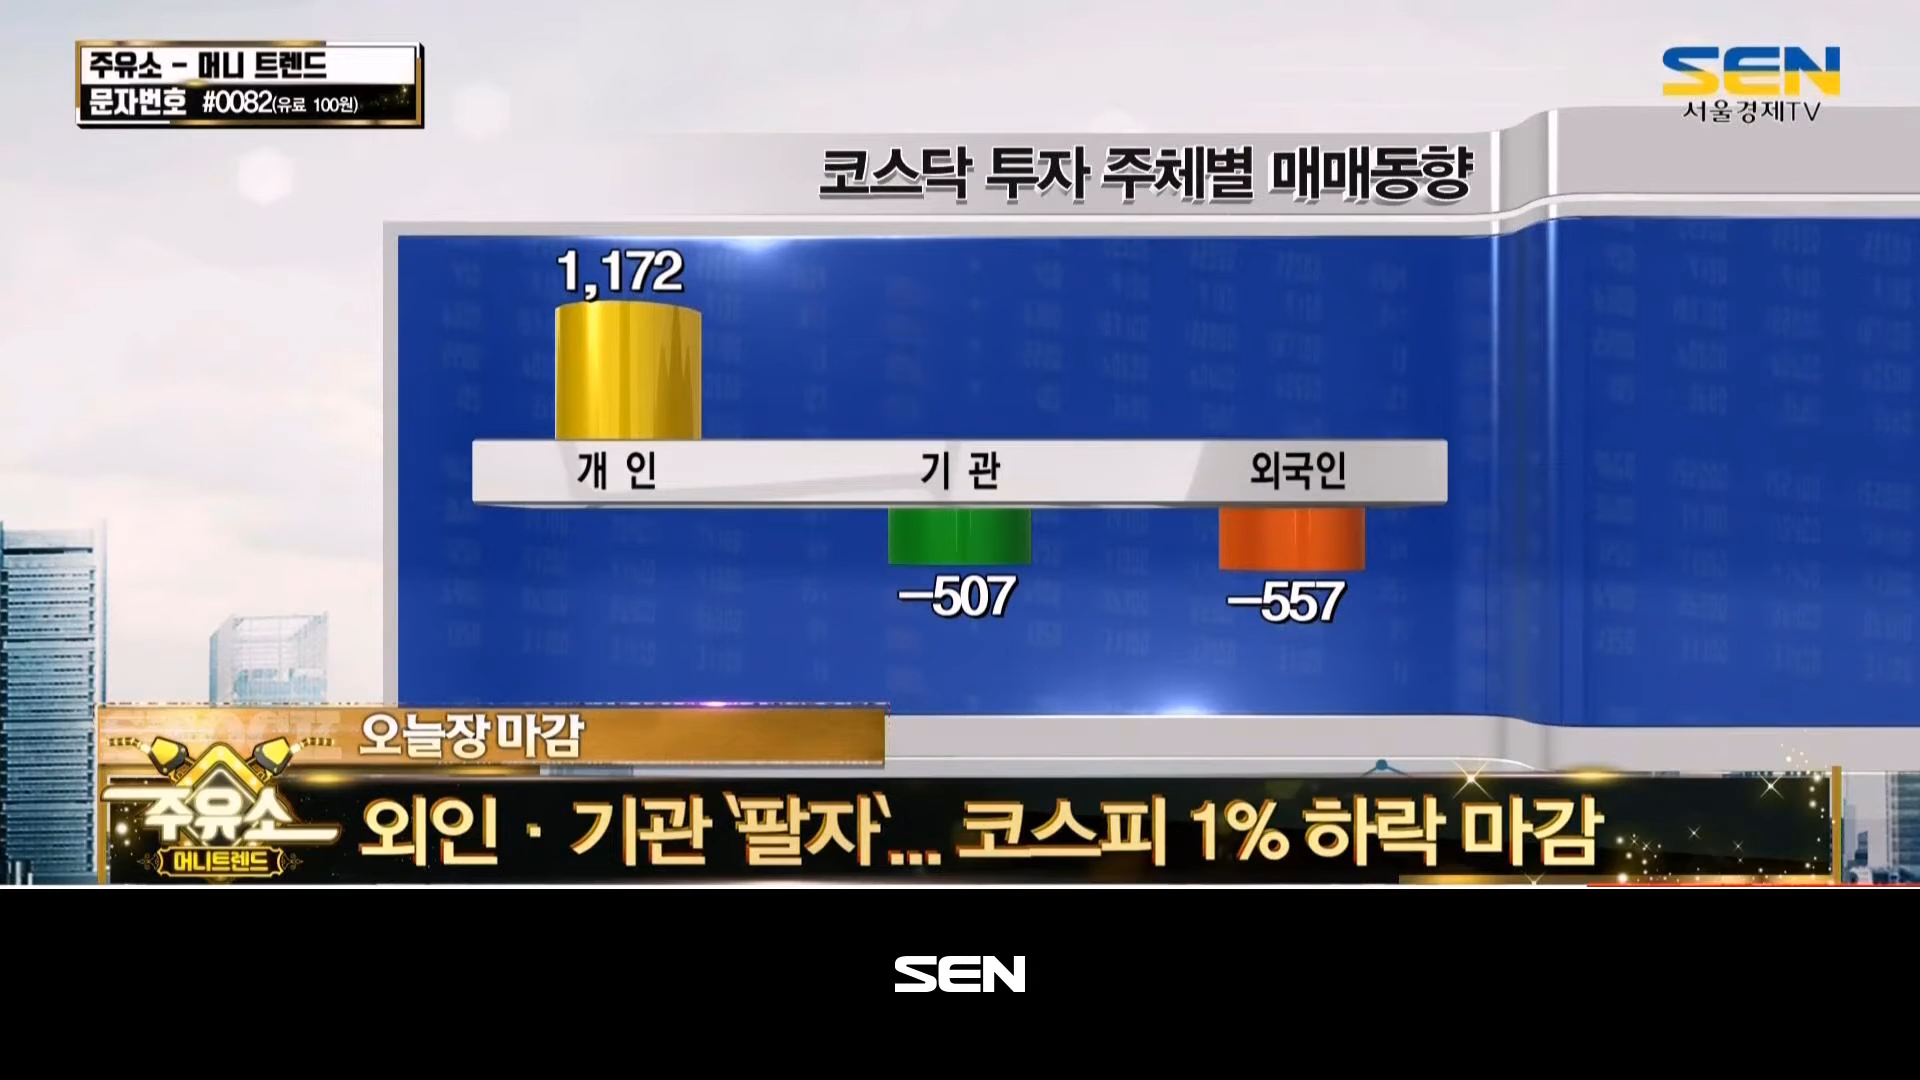 주유소 - 머니 트렌드
문자번호 #0082(유료 100원)
SEN
서울경제TV
코스닥 투자 주체별 매매동향
1,172
개 인
기 관
외국인
-507
-557
오늘장 마감
주유소
머니트렌드
외인 · 기관 '팔자'... 코스피 1% 하락 마감
SEN